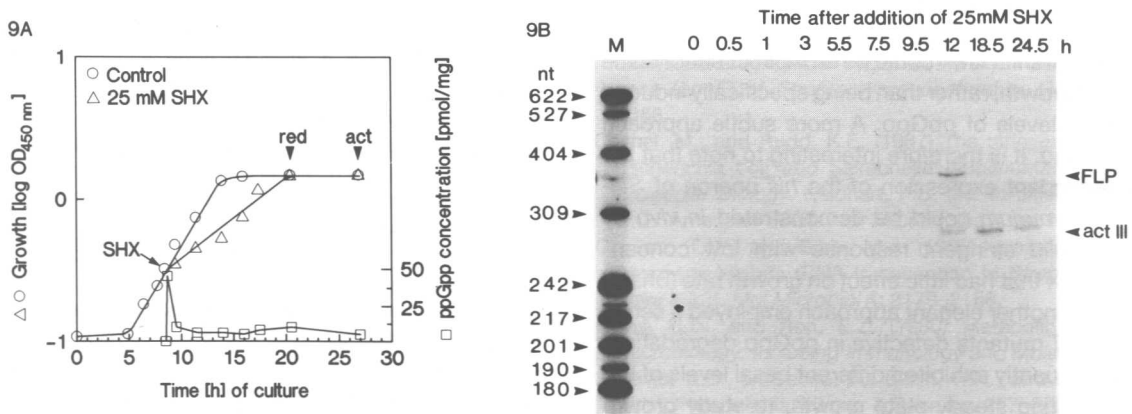 9A
1
0
-1
Growth [log OD450 nm]
Control
25 mM SHX
SHX
red
act
50
25
ppGpp concentration [pmol/mg]
0 5 10 15 20 25 30
Time [h] of culture
9B
Time after addition of 25mM SHX
M 0 0.5 1 3 5.5 7.5 9.5 12 18.5 24.5 h
nt
622
527
404
309
242
217
201
190
180
FLP
act III